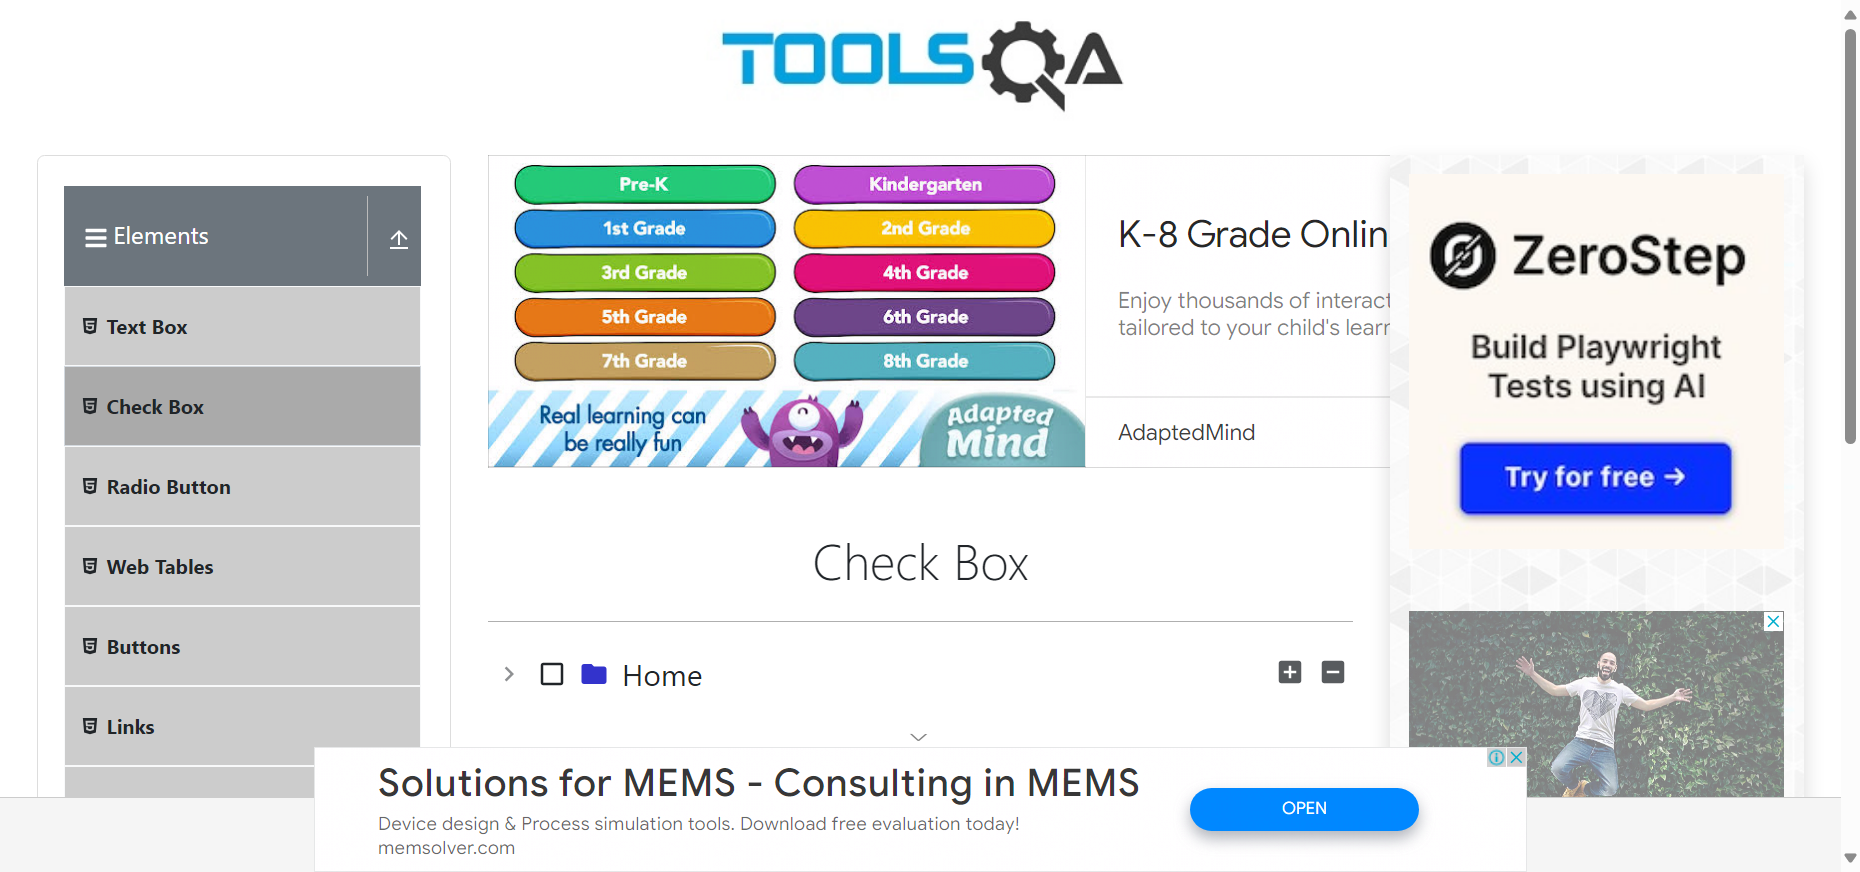 TOOLSQA
Elements
Text Box
Check Box
Radio Button
Web Tables
Buttons
Links
Pre-K
Kindergarten
1st Grade
2nd Grade
3rd Grade
4th Grade
5th Grade
6th Grade
7th Grade
8th Grade
Real learning can
be really fun
Adapted
Mind
K-8 Grade Onlin
Enjoy thousands of interact
tailored to your child's learr
AdaptedMind
Check Box
Home
ZeroStep
Build Playwright
Tests using AI
Try for free →
Solutions for MEMS - Consulting in MEMS
Device design & Process simulation tools. Download free evaluation today!
memsolver.com
OPEN